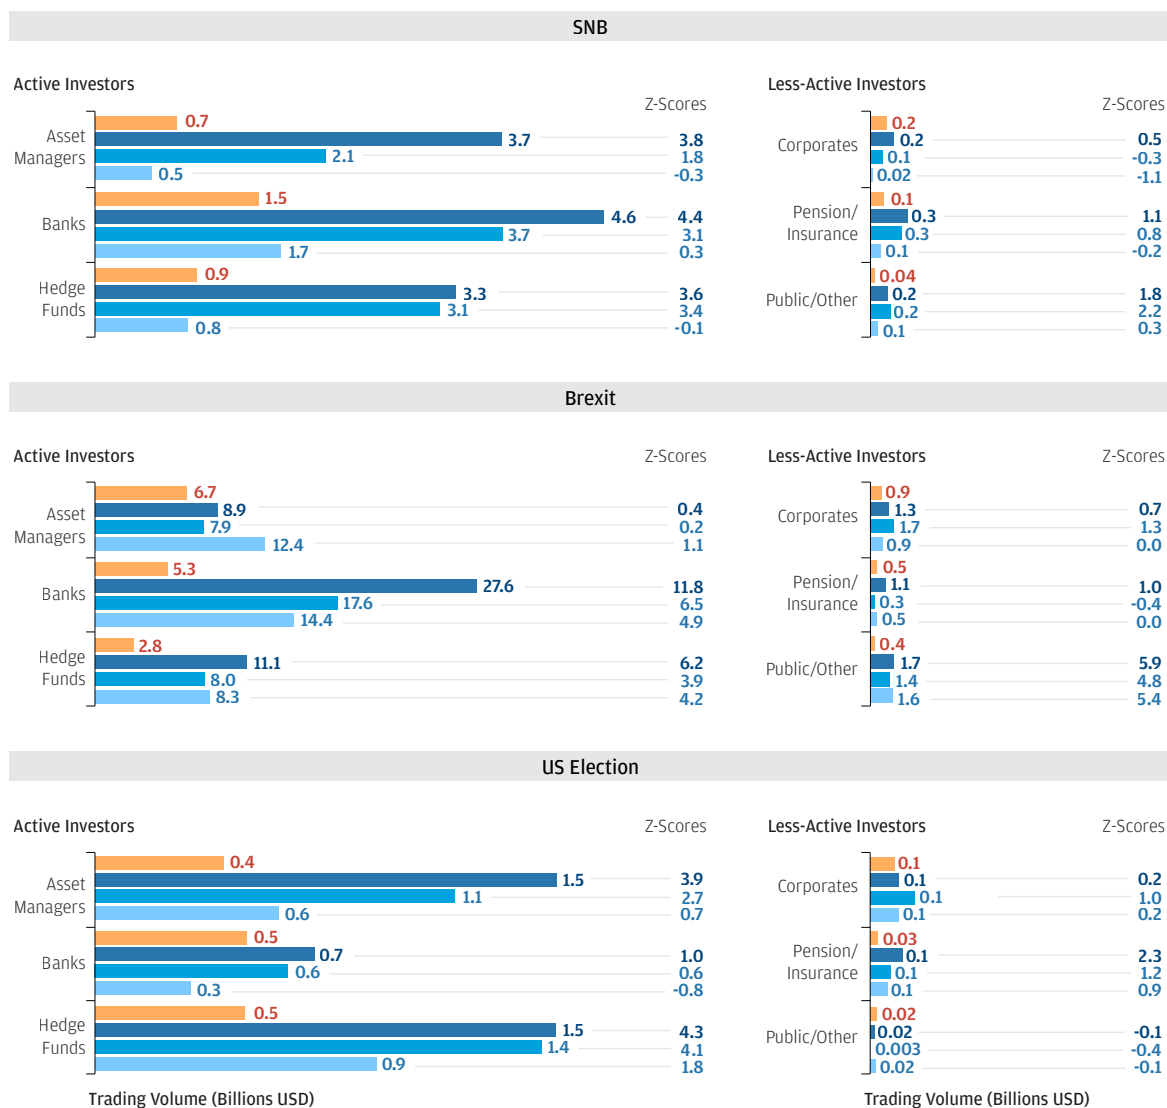 SNB
Active Investors
Z-Scores
0.7
Asset
Managers
3.7 3.8
2.1 1.8
0.5 -0.3
1.5
Banks
4.6 4.4
3.7 3.1
1.7 0.3
0.9
Hedge
Funds
3.3 3.6
3.1 3.4
0.8 -0.1
Less-Active Investors
Z-Scores
0.2
Corporates
0.2 0.5
0.1 -0.3
0.02 -1.1
0.1
Pension/
Insurance
0.3 1.1
0.3 0.8
0.1 -0.2
0.04
Public/Other
0.2 1.8
0.2 2.2
0.1 0.3
Brexit
Active Investors
Z-Scores
6.7
Asset
Managers
8.9 0.4
7.9 0.2
12.4 1.1
5.3
Banks
27.6 11.8
17.6 6.5
14.4 4.9
2.8
Hedge
Funds
11.1 6.2
8.0 3.9
8.3 4.2
Less-Active Investors
Z-Scores
0.9
Corporates
1.3 0.7
1.7 1.3
0.9 0.0
0.5
Pension/
Insurance
1.1 1.0
0.3 -0.4
0.5 0.0
0.4
Public/Other
1.7 5.9
1.4 4.8
1.6 5.4
US Election
Active Investors
Z-Scores
0.4
Asset
Managers
1.5 3.9
1.1 2.7
0.6 0.7
0.5
Banks
0.7 1.0
0.6 0.6
0.3 -0.8
0.5
Hedge
Funds
1.5 4.3
1.4 4.1
0.9 1.8
Trading Volume (Billions USD)
Less-Active Investors
Z-Scores
0.1
Corporates
0.1 0.2
0.1 1.0
0.1 0.2
0.03
Pension/
Insurance
0.1 2.3
0.1 1.2
0.1 0.9
0.02
Public/Other
0.02 -0.1
0.003 -0.4
0.02 -0.1
Trading Volume (Billions USD)